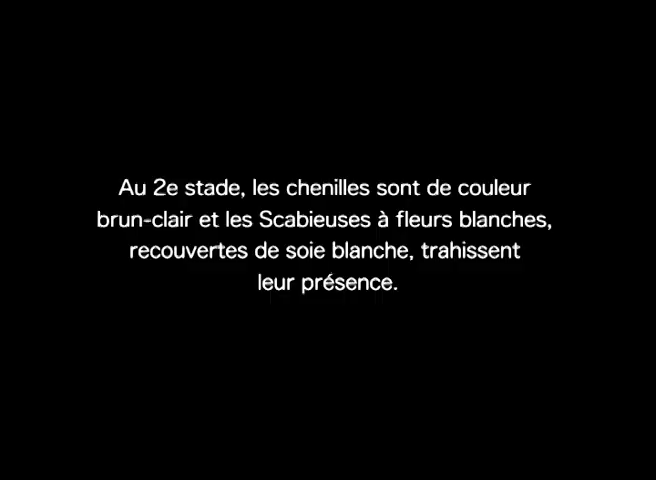 Au 2e stade, les chenilles sont de couleur
brun-clair et les Scabieuses à fleurs blanches,
recouvertes de soie blanche, trahissent
leur présence.